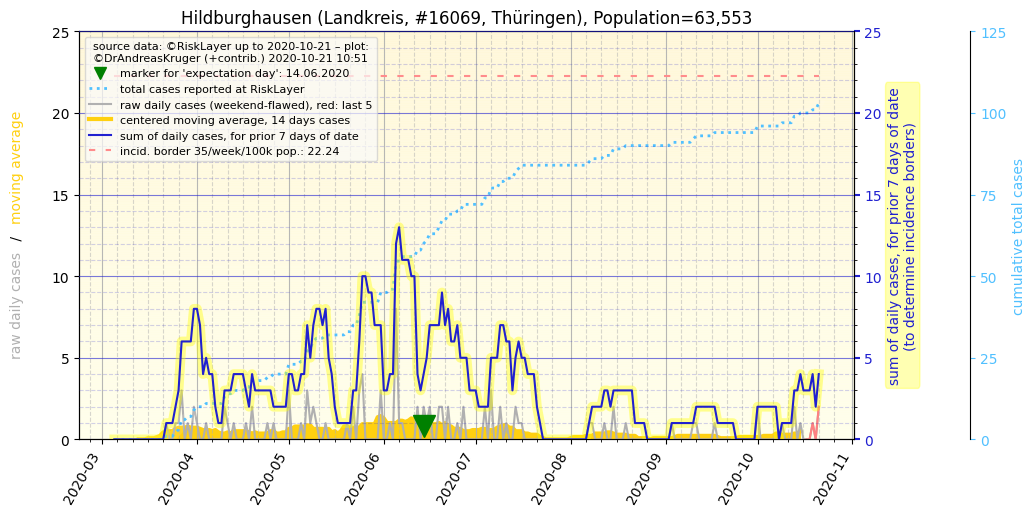 Hildburghausen (Landkreis, #16069, Thüringen), Population=63,553
source data: ©RiskLayer up to 2020-10-21 – plot:
©DrAndreasKruger (+contrib.) 2020-10-21 10:51
marker for 'expectation day': 14.06.2020
total cases reported at RiskLayer
raw daily cases (weekend-flawed), red: last 5
centered moving average, 14 days cases
sum of daily cases, for prior 7 days of date
incid. border 35/week/100k pop.: 22.24
raw daily cases / moving average
25
20
15
10
5
0
2020-03
2020-04
2020-05
2020-06
2020-07
2020-08
2020-09
2020-10
2020-11
25
20
15
10
5
0
sum of daily cases, for prior 7 days of date
(to determine incidence borders)
125
100
75
50
25
0
cumulative total cases